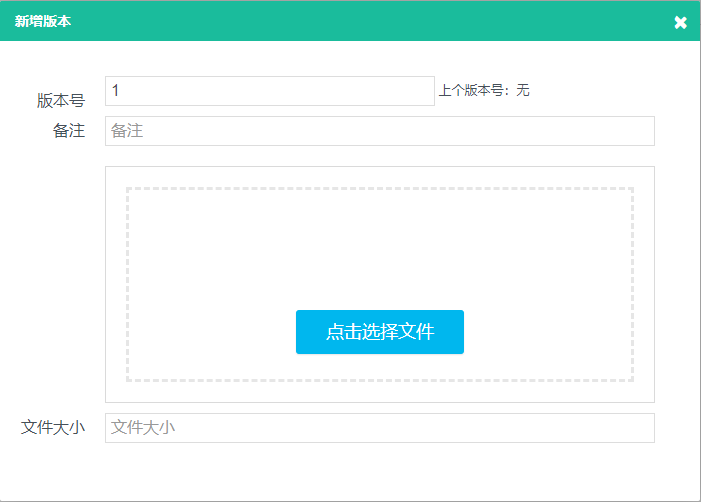 新增版本
版本号 1 上个版本号：无
备注 备注
点击选择文件
文件大小 文件大小